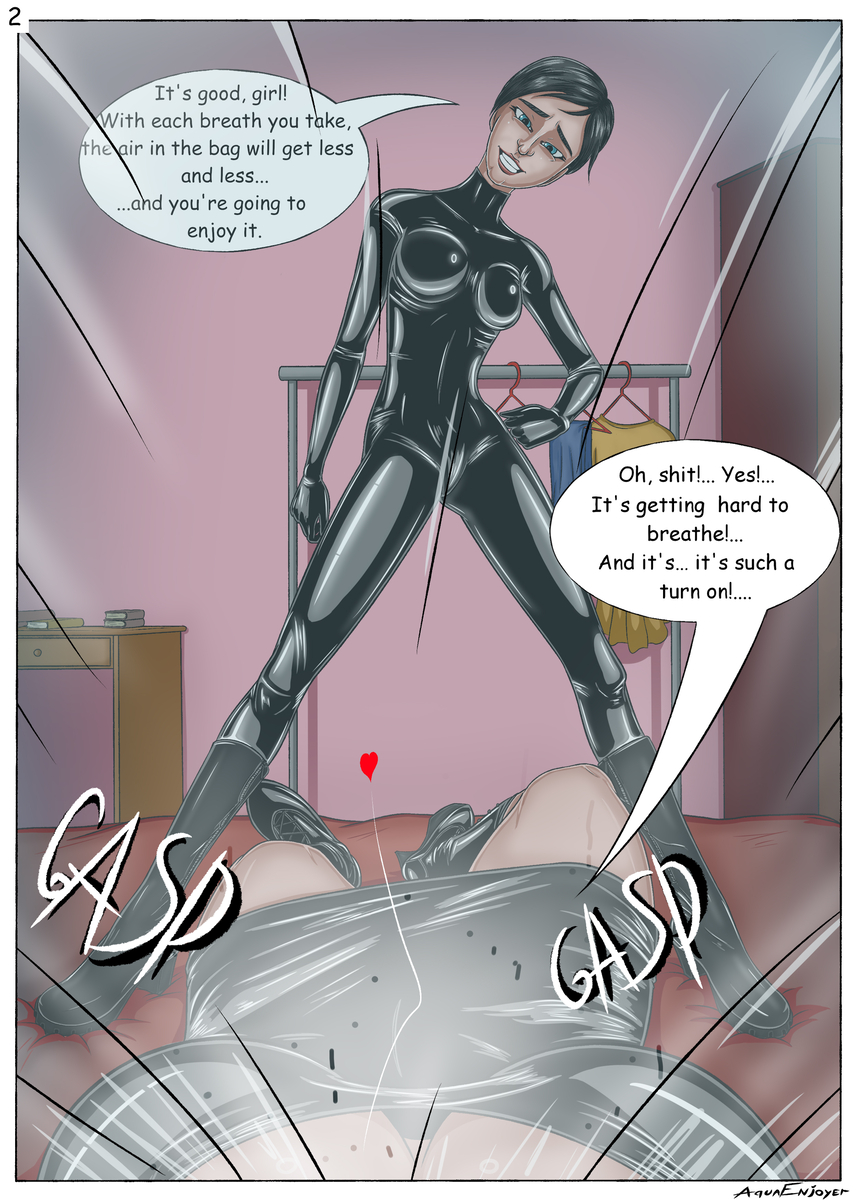 2
It's good, girl!
With each breath you take,
the air in the bag will get less
and less...
...and you're going to
enjoy it.
Oh, shit!... Yes!...
It's getting hard to
breathe!...
And it's... it's such a
turn on!....
GASP
GASP
AquaEnjoyer